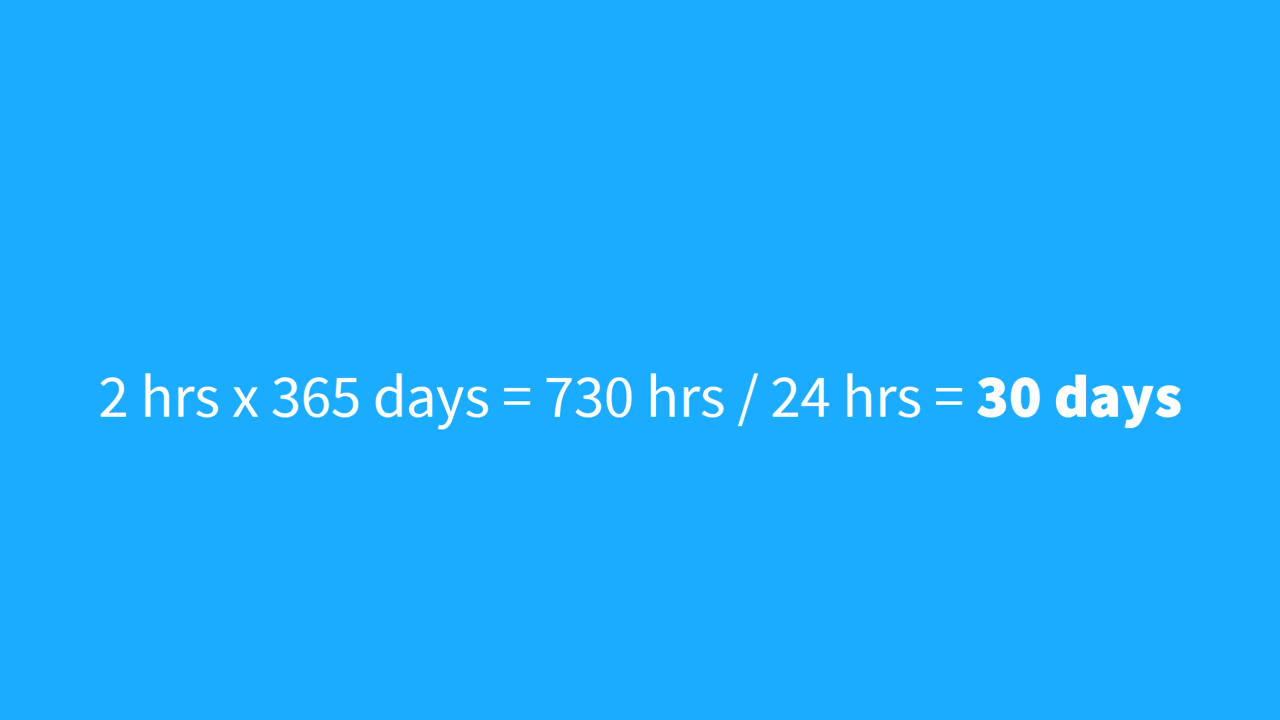 2 hrs x 365 days = 730 hrs / 24 hrs = 30 days